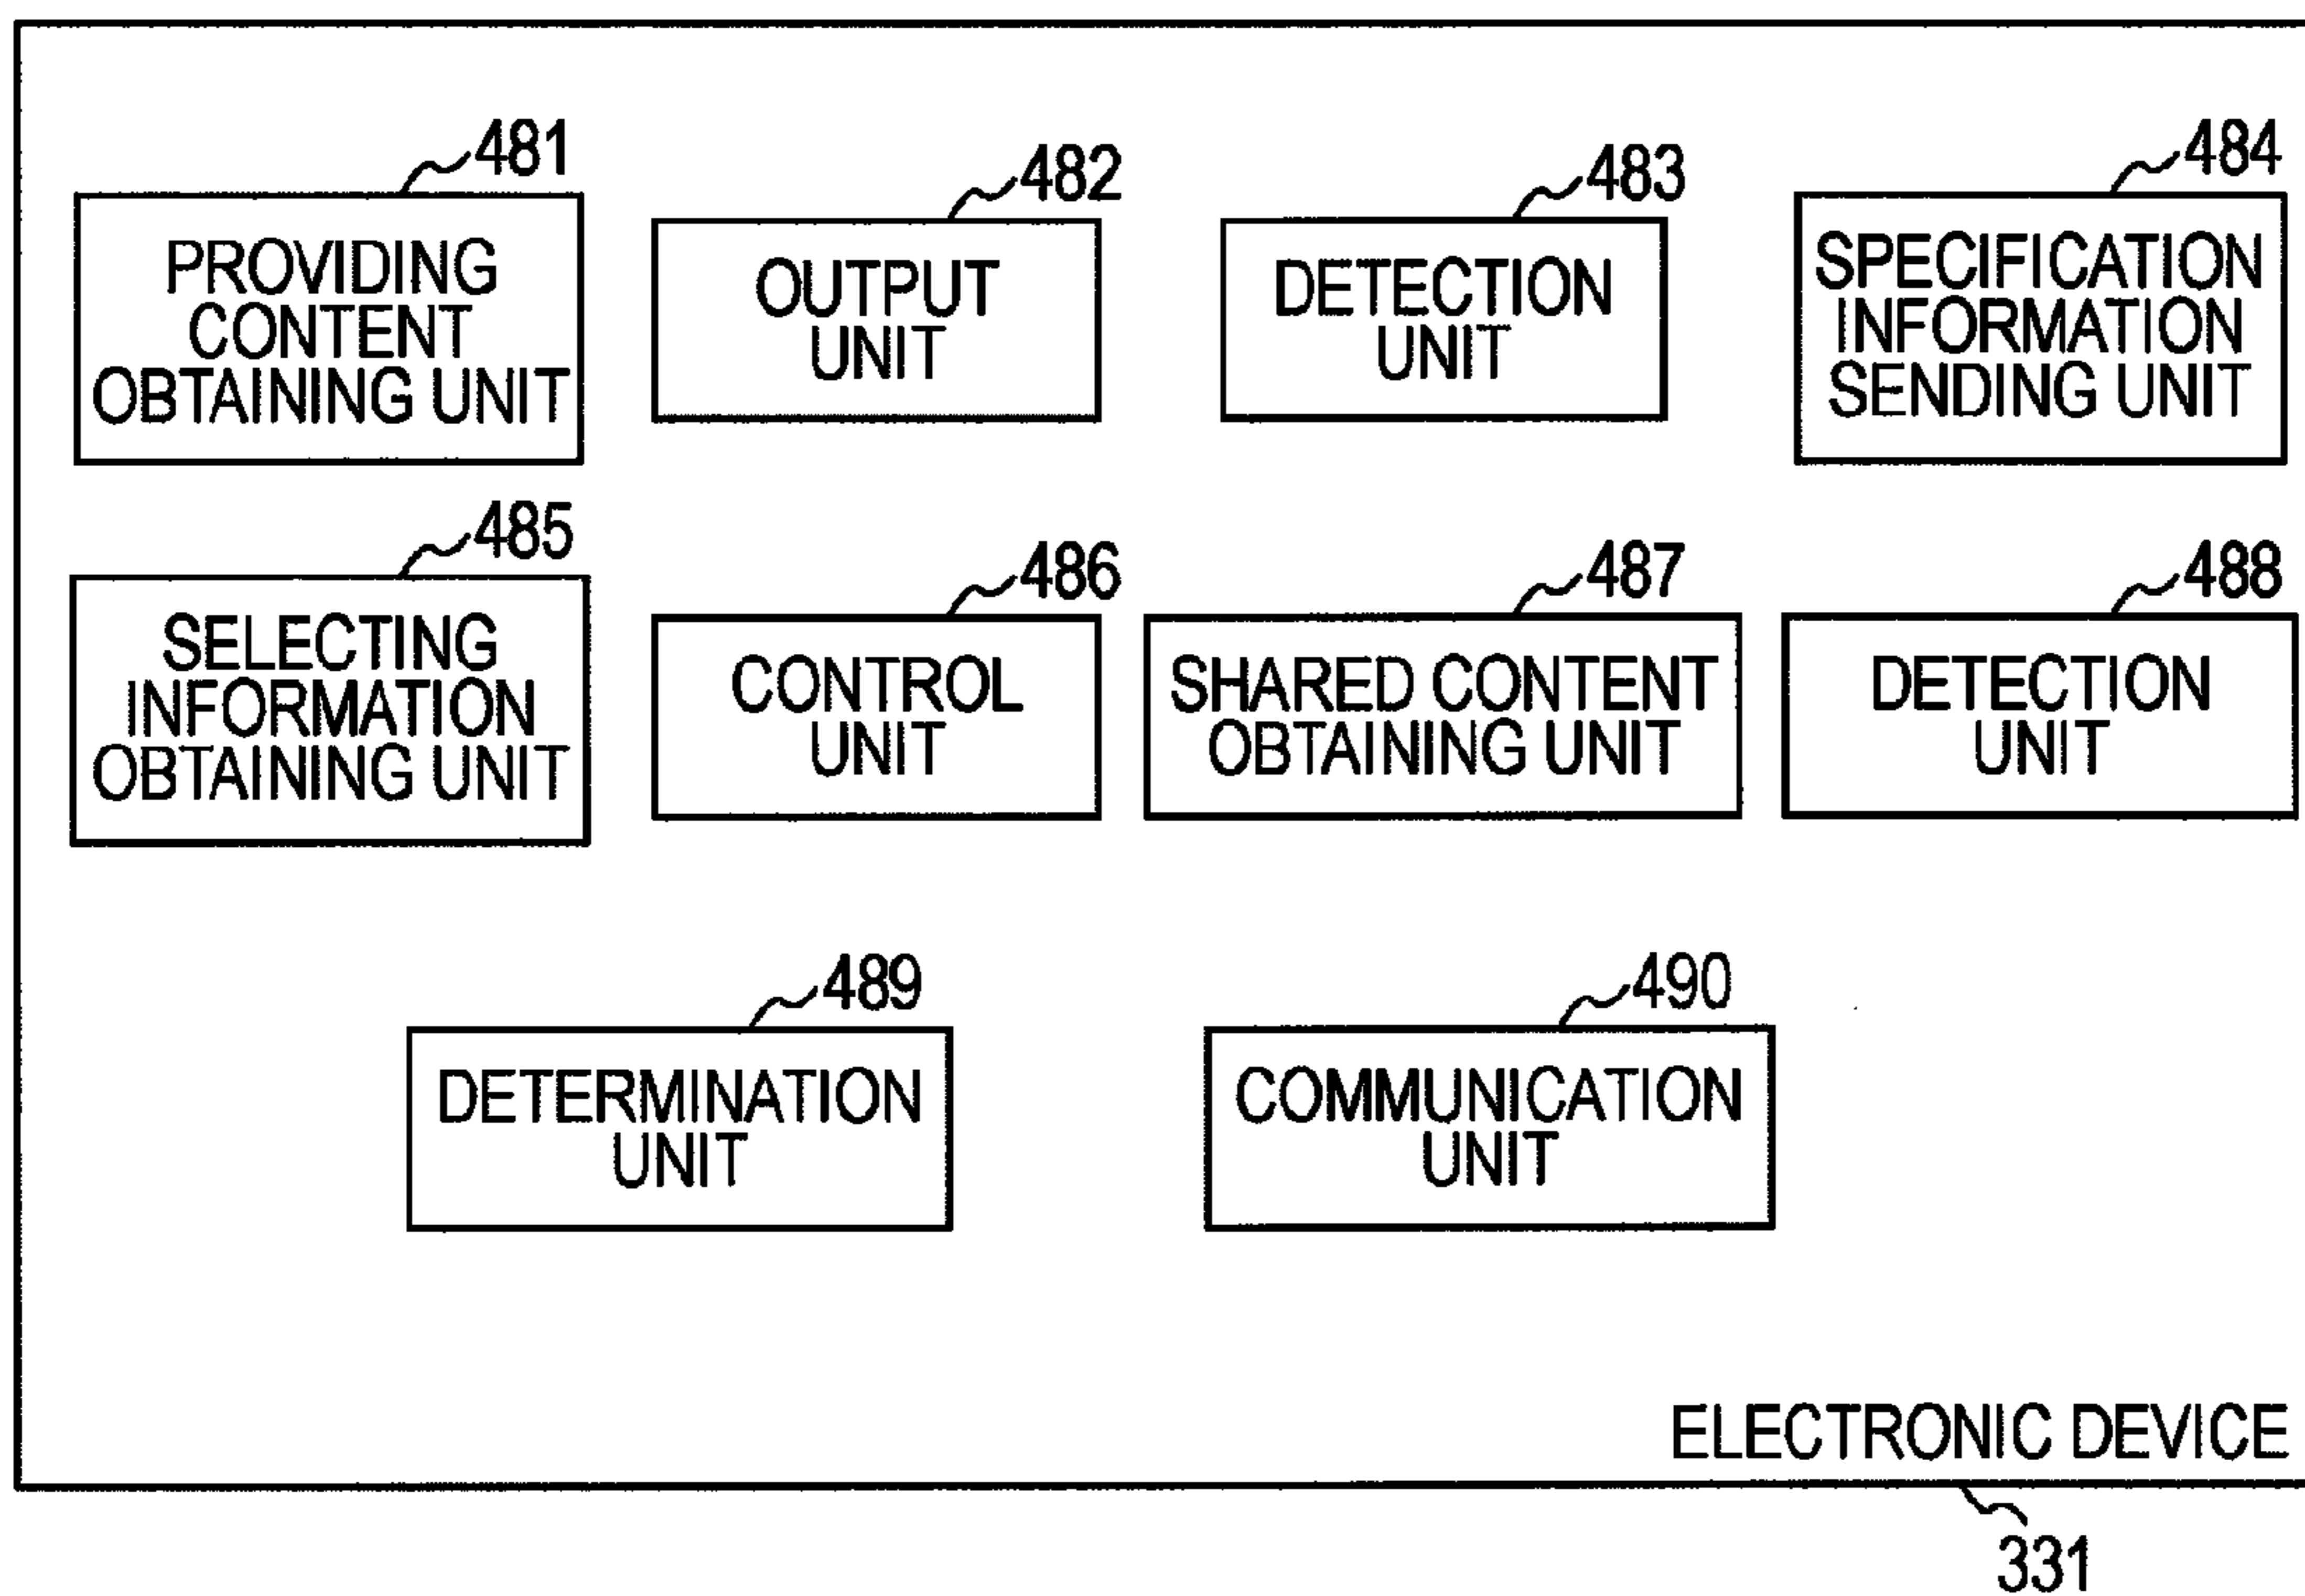 481
PROVIDING
CONTENT
OBTAINING UNIT
482
OUTPUT
UNIT
483
DETECTION
UNIT
484
SPECIFICATION
INFORMATION
SENDING UNIT
485
SELECTING
INFORMATION
OBTAINING UNIT
486
CONTROL
UNIT
487
SHARED CONTENT
OBTAINING UNIT
488
DETECTION
UNIT
489
DETERMINATION
UNIT
490
COMMUNICATION
UNIT
ELECTRONIC DEVICE
331